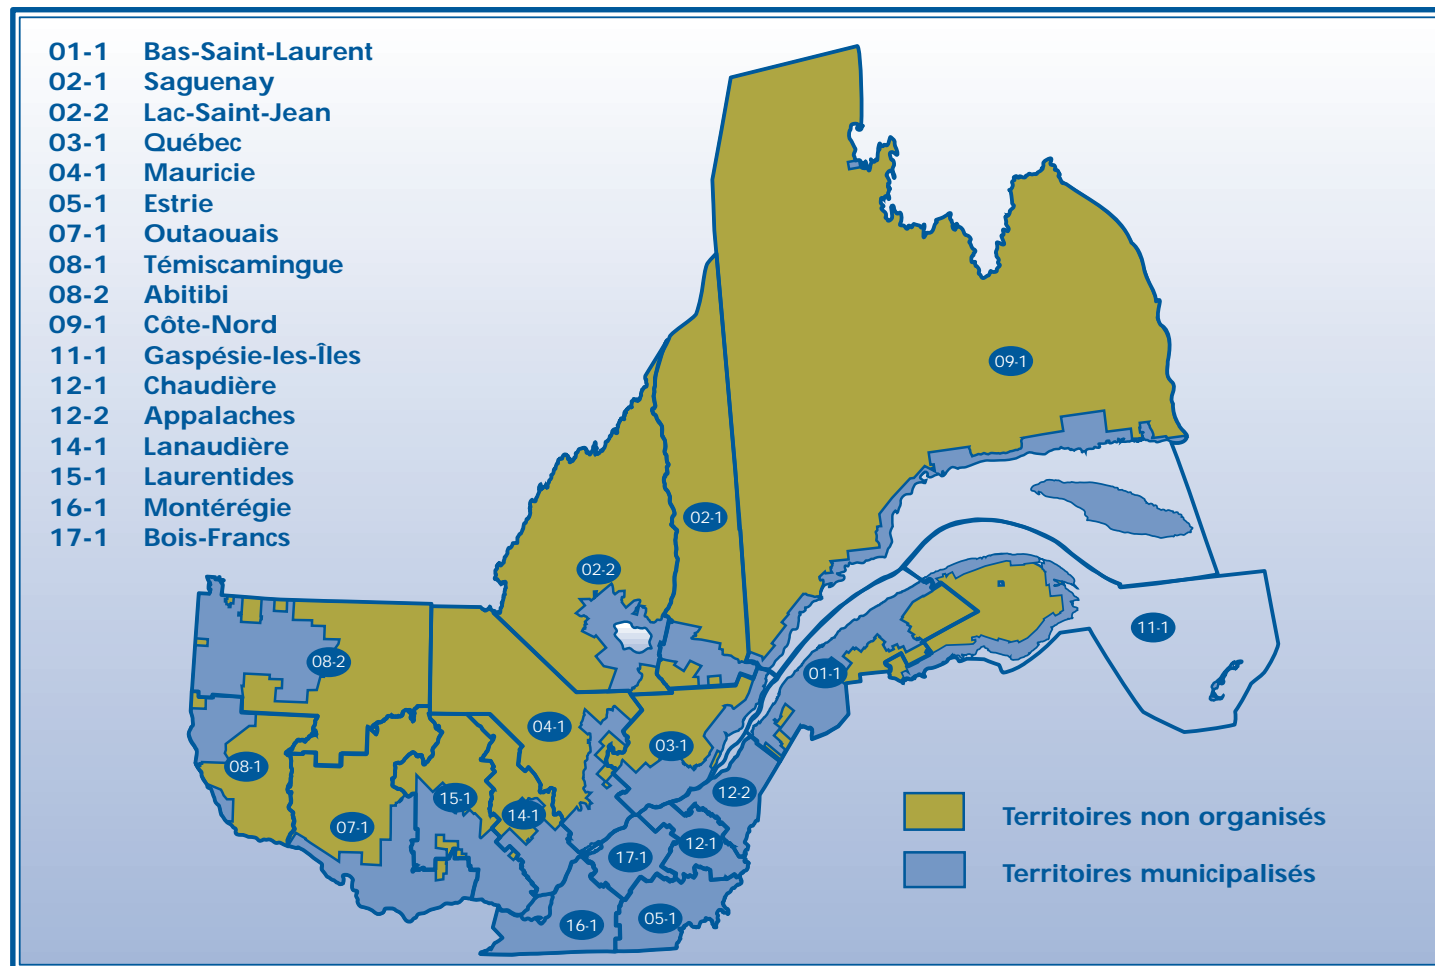 01-1 Bas-Saint-Laurent
02-1 Saguenay
02-2 Lac-Saint-Jean
03-1 Québec
04-1 Mauricie
05-1 Estrie
07-1 Outaouais
08-1 Témiscamingue
08-2 Abitibi
09-1 Côte-Nord
11-1 Gaspésie-les-Îles
12-1 Chaudière
12-2 Appalaches
14-1 Lanaudière
15-1 Laurentides
16-1 Montérégie
17-1 Bois-Francs
09-1
02-1
02-2
11-1
08-2
01-1
04-1
03-1
08-1
12-2
15-1
14-1
07-1
12-1
17-1
05-1
16-1
Territoires non organisés
Territoires municipalisés